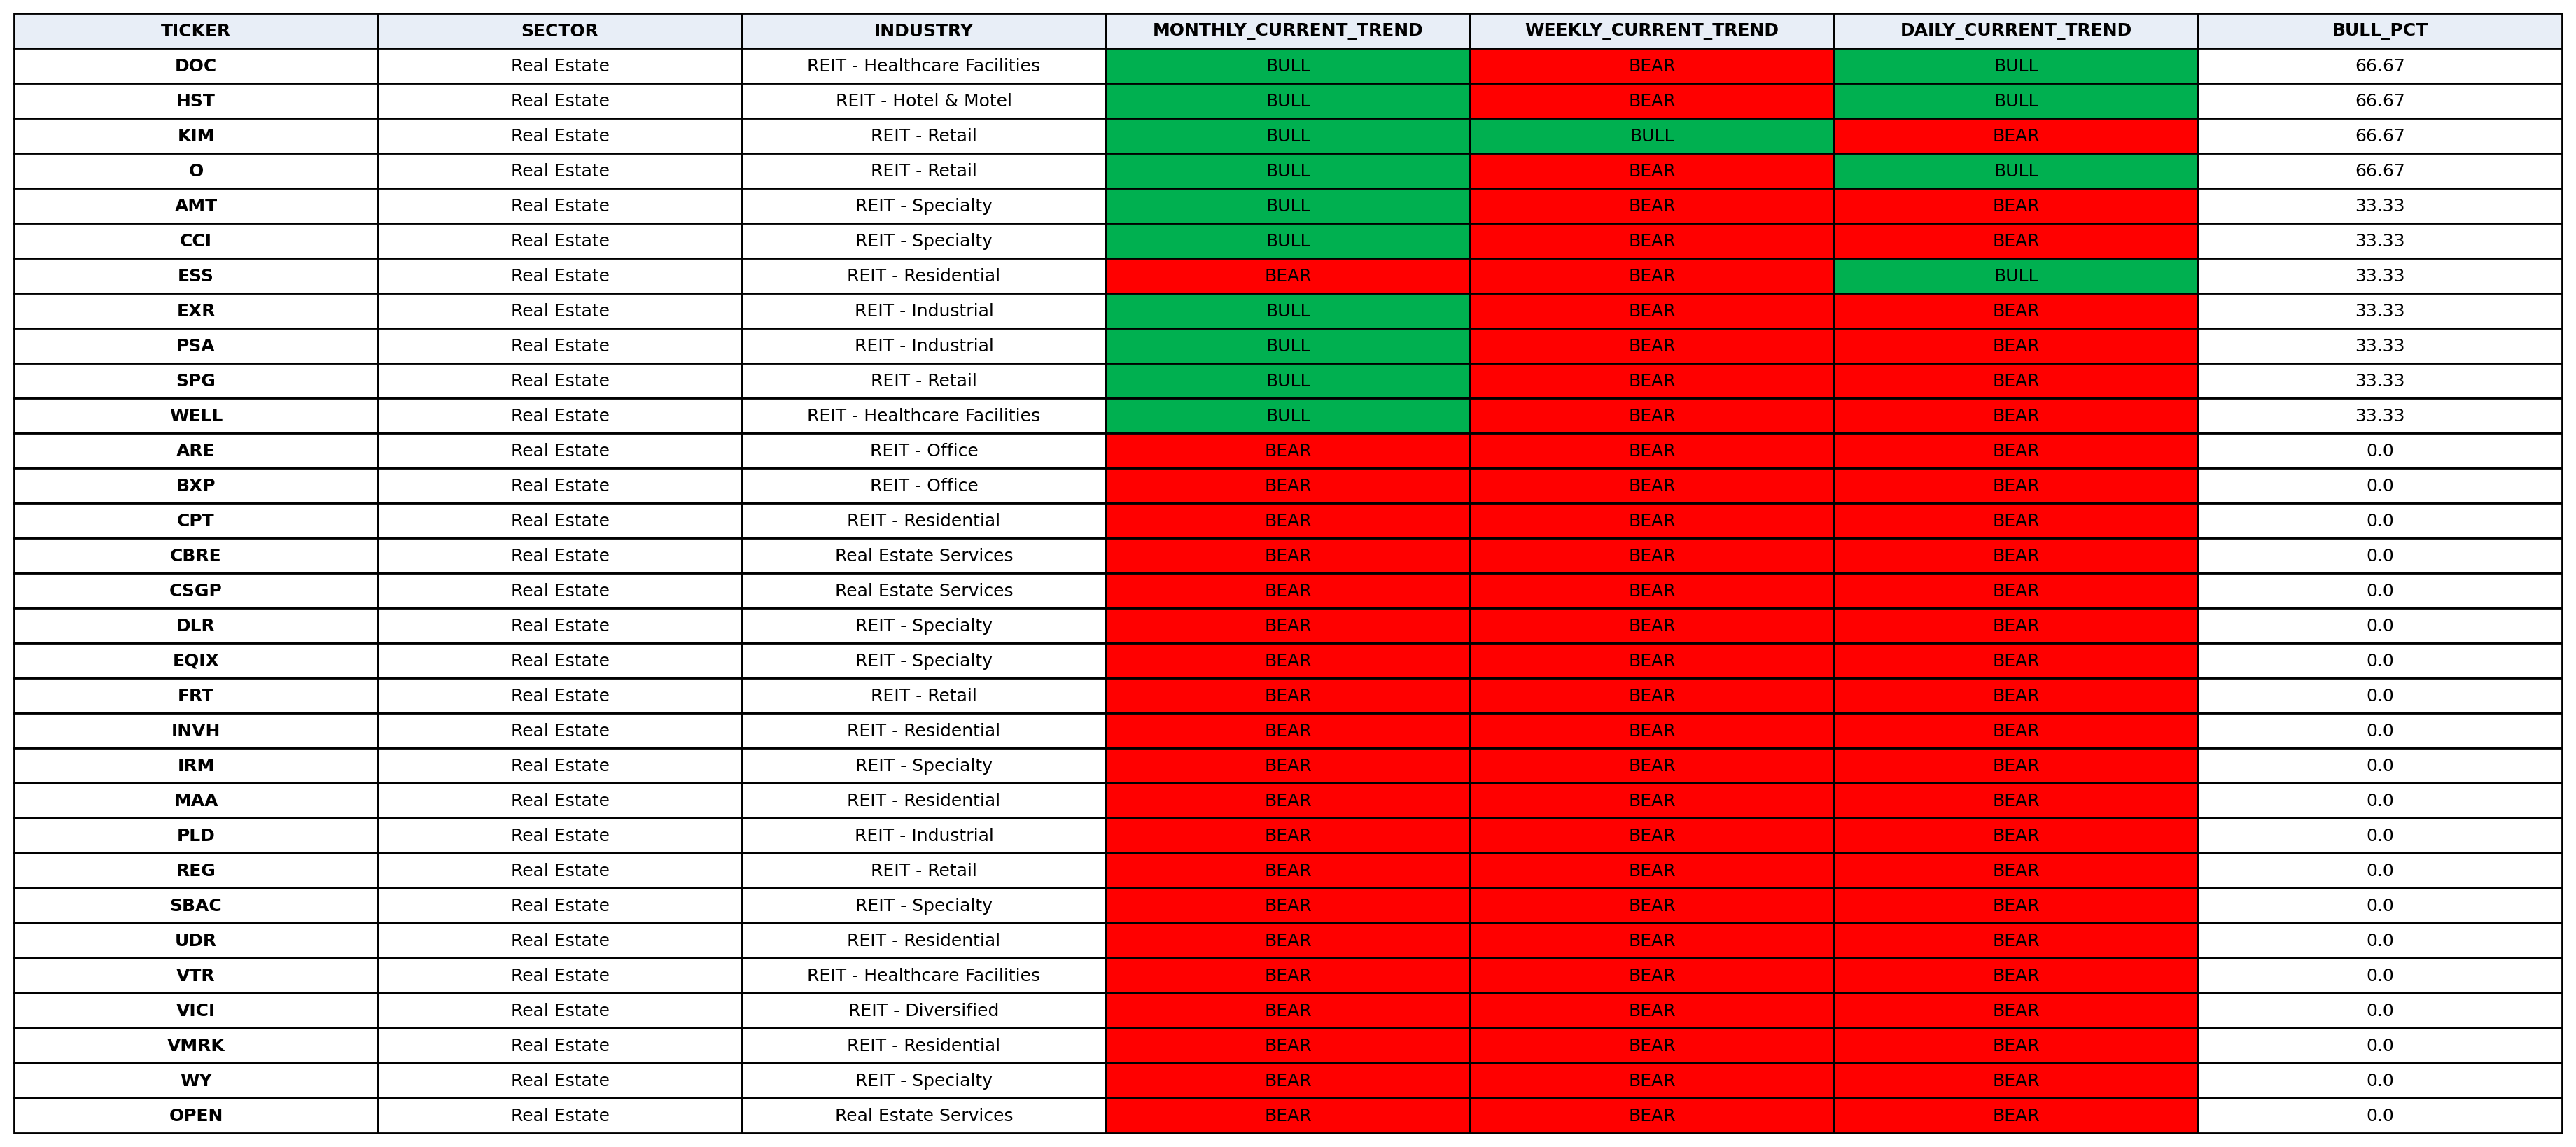 TICKER SECTOR INDUSTRY MONTHLY_CURRENT_TREND WEEKLY_CURRENT_TREND DAILY_CURRENT_TREND BULL_PCT
DOC Real Estate REIT - Healthcare Facilities BULL BEAR BULL 66.67
HST Real Estate REIT - Hotel & Motel BULL BEAR BULL 66.67
KIM Real Estate REIT - Retail BULL BULL BEAR 66.67
O Real Estate REIT - Retail BULL BEAR BULL 66.67
AMT Real Estate REIT - Specialty BULL BEAR BEAR 33.33
CCI Real Estate REIT - Specialty BULL BEAR BEAR 33.33
ESS Real Estate REIT - Residential BEAR BEAR BULL 33.33
EXR Real Estate REIT - Industrial BULL BEAR BEAR 33.33
PSA Real Estate REIT - Industrial BULL BEAR BEAR 33.33
SPG Real Estate REIT - Retail BULL BEAR BEAR 33.33
WELL Real Estate REIT - Healthcare Facilities BULL BEAR BEAR 33.33
ARE Real Estate REIT - Office BEAR BEAR BEAR 0.0
BXP Real Estate REIT - Office BEAR BEAR BEAR 0.0
CPT Real Estate REIT - Residential BEAR BEAR BEAR 0.0
CBRE Real Estate Real Estate Services BEAR BEAR BEAR 0.0
CSGP Real Estate Real Estate Services BEAR BEAR BEAR 0.0
DLR Real Estate REIT - Specialty BEAR BEAR BEAR 0.0
EQIX Real Estate REIT - Specialty BEAR BEAR BEAR 0.0
FRT Real Estate REIT - Retail BEAR BEAR BEAR 0.0
INVH Real Estate REIT - Residential BEAR BEAR BEAR 0.0
IRM Real Estate REIT - Specialty BEAR BEAR BEAR 0.0
MAA Real Estate REIT - Residential BEAR BEAR BEAR 0.0
PLD Real Estate REIT - Industrial BEAR BEAR BEAR 0.0
REG Real Estate REIT - Retail BEAR BEAR BEAR 0.0
SBAC Real Estate REIT - Specialty BEAR BEAR BEAR 0.0
UDR Real Estate REIT - Residential BEAR BEAR BEAR 0.0
VTR Real Estate REIT - Healthcare Facilities BEAR BEAR BEAR 0.0
VICI Real Estate REIT - Diversified BEAR BEAR BEAR 0.0
VMRK Real Estate REIT - Residential BEAR BEAR BEAR 0.0
WY Real Estate REIT - Specialty BEAR BEAR BEAR 0.0
OPEN Real Estate Real Estate Services BEAR BEAR BEAR 0.0